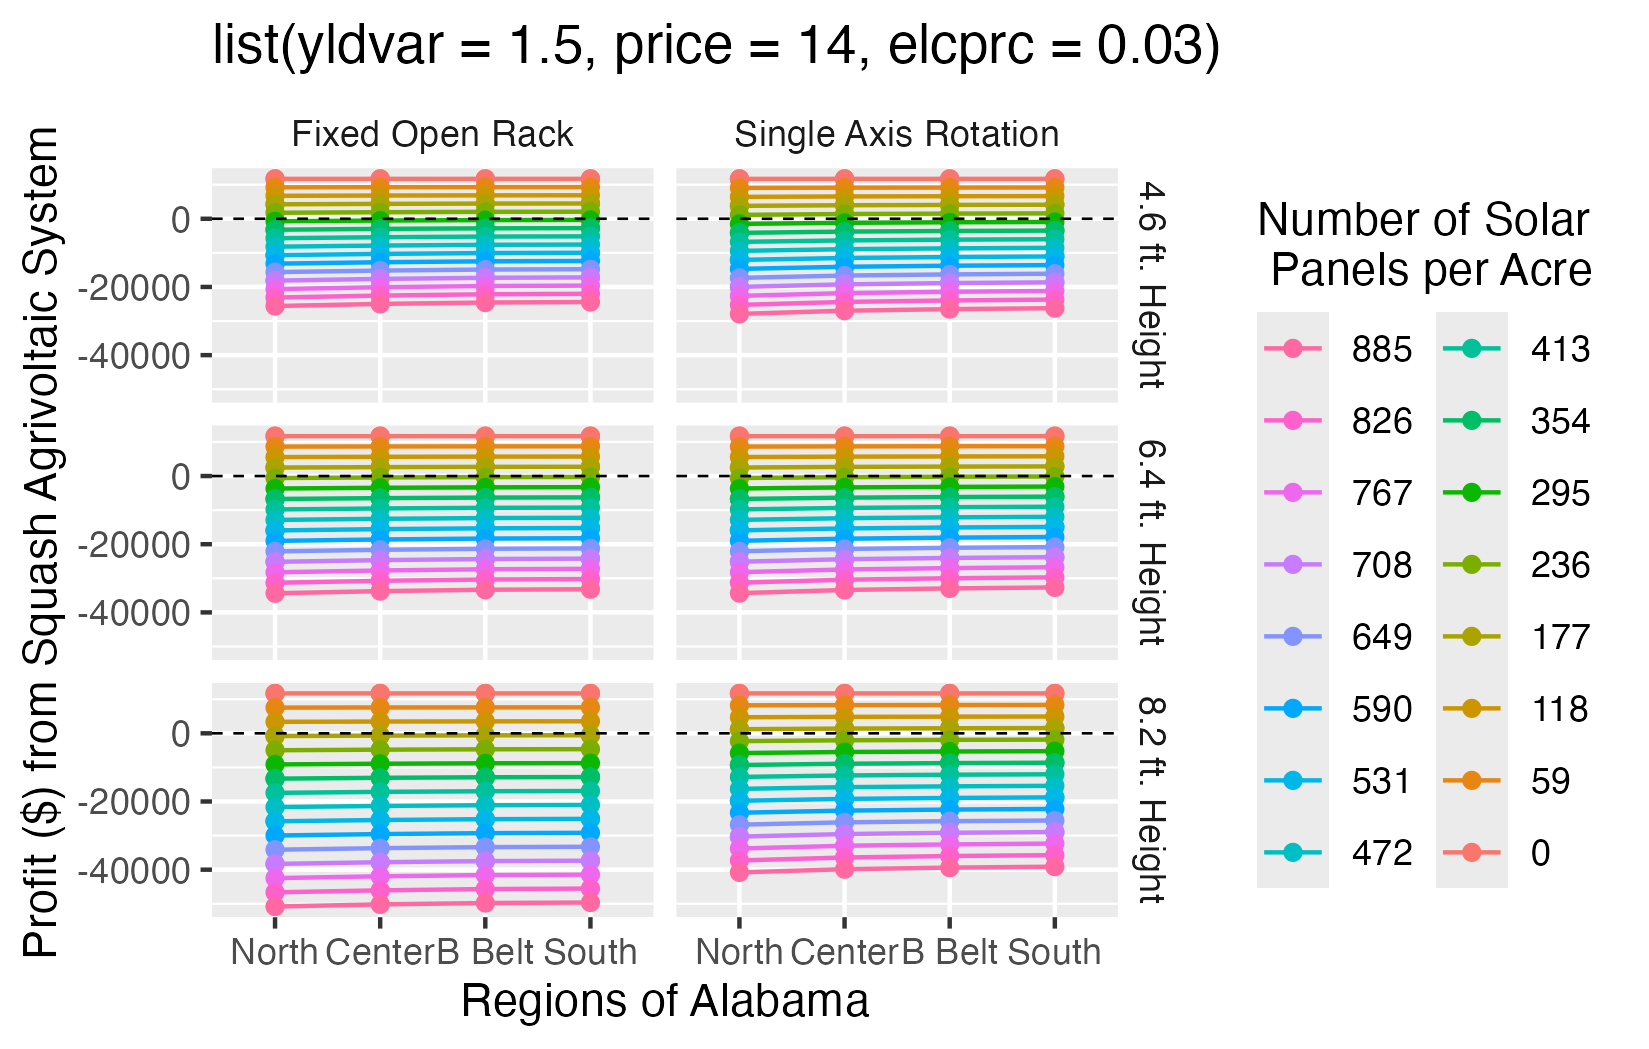 list(yldvar = 1.5, price = 14, elcprc = 0.03)
Profit ($) from Squash Agrivoltaic System
Fixed Open Rack
Single Axis Rotation
0
-20000
-40000
4.6 ft. Height
0
-20000
-40000
6.4 ft. Height
0
-20000
-40000
8.2 ft. Height
North Center B Belt South
North Center B Belt South
Regions of Alabama
Number of Solar
Panels per Acre
885 413
826 354
767 295
708 236
649 177
590 118
531 59
472 0